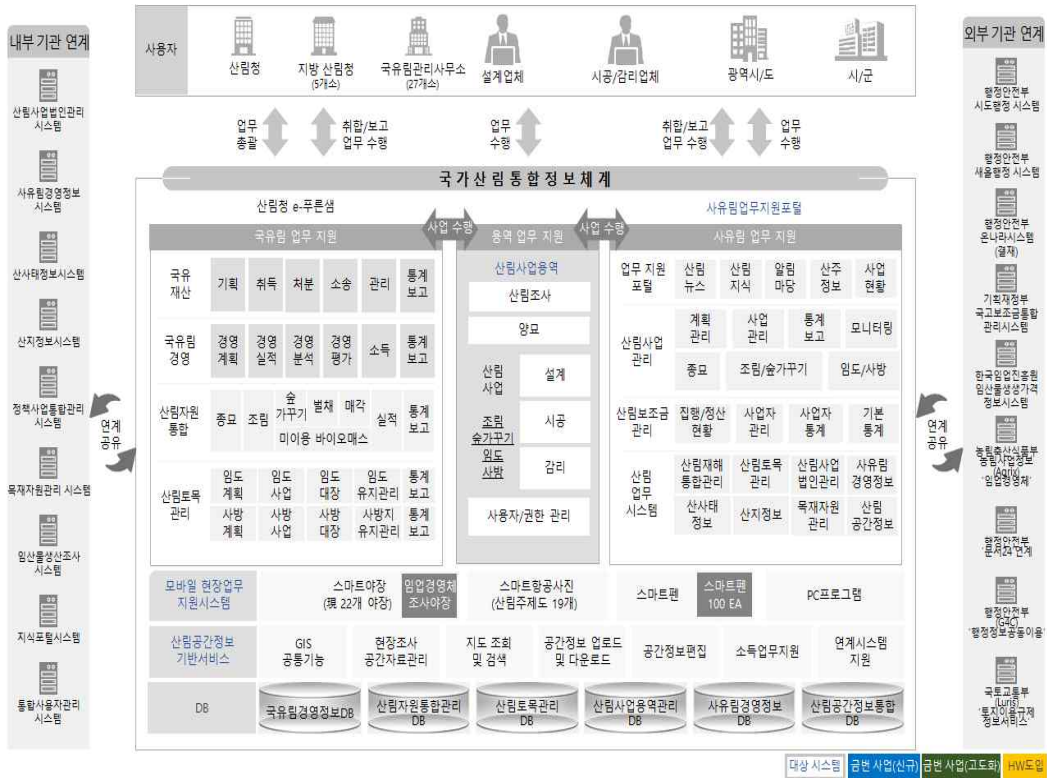 내부 기관 연계
산림사업법인관리
시스템
사유림경영정보
시스템
산사태정보시스템
산지정보시스템
정책사업통합관리
시스템
목재자원관리 시스템
임산물생산조사
시스템
지식포탈시스템
통합사용자관리
시스템
연계
공유
사용자
산림청
지방 산림청
(5개소)
국유림관리사무소
(27개소)
설계업체
시공/감리업체
광역시/도
시/군
업무
총괄
취합/보고
업무 수행
업무
수행
취합/보고
업무 수행
업무
수행
국가산림통합정보체계
산림청 e-푸른샘
사업 수행
사업 수행
사유림업무지원포탈
국유림 업무 지원
용역 업무 지원
사유림 업무 지원
국유
재산
기획
취득
처분
소송
관리
통계
보고
국유림
경영
경영
계획
경영
실적
경영
분석
경영
평가
소득
통계
보고
산림자원
통합
종묘
조림
숲
가꾸기
벌채
매각
미이용 바이오매스
실적
통계
보고
산림토목
관리
임도
계획
임도
사업
임도
대장
임도
유지관리
통계
보고
사방
계획
사방
사업
사방
대장
사방지
유지관리
통계
보고
산림사업용역
산림조사
양묘
산림
사업
조림
숲가꾸기
임도
사방
설계
시공
감리
사용자/권한 관리
업무 지원
포탈
산림
뉴스
산림
지식
알림
마당
산주
정보
사업
현황
산림사업
관리
계획
관리
사업
관리
통계
보고
모니터링
종묘
조림/숲가꾸기
임도/사방
산림보조금
관리
집행/정산
현황
사업자
관리
사업자
통계
기본
통계
산림
업무
시스템
산림재해
통합관리
산림토목
관리
산림사업
법인관리
사유림
경영정보
산사태
정보
산지정보
목재자원
관리
산림
공간정보
모바일 현장업무
지원시스템
스마트야장
(現 22개 야장)
임업경영체
조사야장
스마트항공사진
(산림주제도 19개)
스마트펜
스마트펜
100 EA
PC프로그램
산림공간정보
기반서비스
GIS
공통기능
현장조사
공간자료관리
지도 조회
및 검색
공간정보 업로드
및 다운로드
공간정보편집
소득업무지원
연계시스템
지원
DB
국유림경영정보DB
산림자원통합관리
DB
산림토목관리
DB
산림사업용역관리
DB
사유림경영정보
DB
산림공간정보통합
DB
연계
공유
외부 기관 연계
행정안전부
시도행정 시스템
행정안전부
새올행정 시스템
행정안전부
온나라시스템
(결재)
기획재정부
국고보조금통합
관리시스템
한국임업진흥원
임산물생생가격
정보시스템
농림축산식품부
농림사업정보
(Agrix)
'임업경영체'
행정안전부
'문서24'연계
행정안전부
(G4C)
'행정정보공동이용'
국토교통부
(Luris)
'토지이용규제
정보서비스'
대상 시스템
금번 사업(신규)
금번 사업(고도화)
HW도입